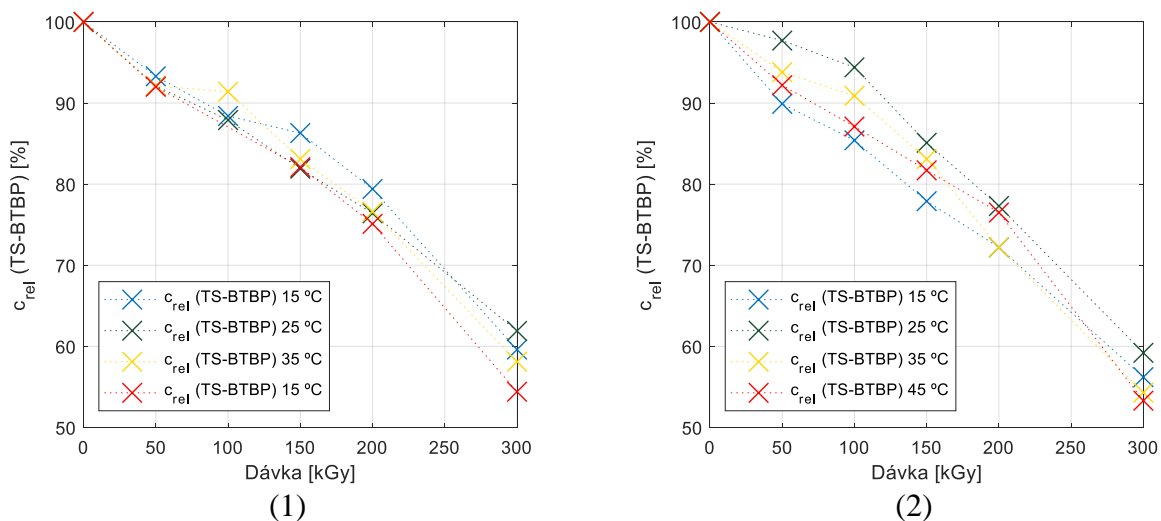 100
90
80
70
60
50
c_rel (TS-BTBP) [%]
c_rel (TS-BTBP) 15 ºC
c_rel (TS-BTBP) 25 ºC
c_rel (TS-BTBP) 35 ºC
c_rel (TS-BTBP) 15 ºC
0 50 100 150 200 250 300
Dávka [kGy]
(1)
100
90
80
70
60
50
c_rel (TS-BTBP) [%]
c_rel (TS-BTBP) 15 ºC
c_rel (TS-BTBP) 25 ºC
c_rel (TS-BTBP) 35 ºC
c_rel (TS-BTBP) 45 ºC
0 50 100 150 200 250 300
Dávka [kGy]
(2)